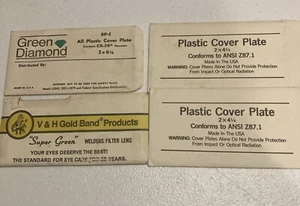 Green Diamond
SP-1
All Plastic Cover Plate
2 x 4¼
Distributed By:
MADE IN U.S.A.
V & H Gold Band Products
"Super Green" WELDERS FILTER LENS
YOUR EYES DESERVE THE BEST!
THE STANDARD FOR EYE CARE
Plastic Cover Plate
2 x 4¼
Conforms to ANSI Z87.1
Made In The USA
WARNING: Cover Plates Alone Do Not Provide Protection
From Impact Or Optical Radiation
Plastic Cover Plate
2 x 4¼
Conforms to ANSI Z87.1
Made In The USA
WARNING: Cover Plates Alone Do Not Provide Protection
From Impact Or Optical Radiation